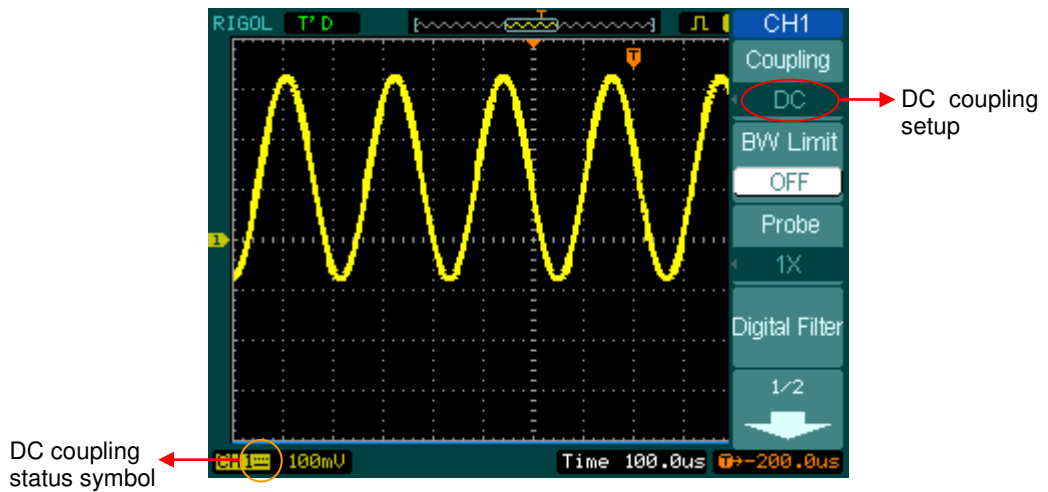 RIGOL T'D T CH1
Coupling
T
DC
DC coupling
setup
BW Limit
OFF
Probe
1
1X
Digital Filter
1/2
DC coupling
status symbol
CH1 100mV Time 100.0us T→-200.0us